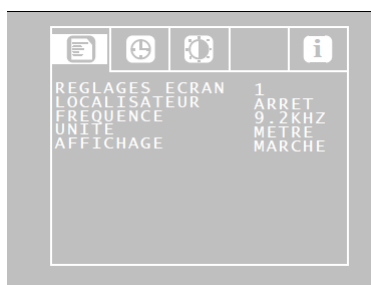 REGLAGES ECRAN 1
LOCALISATEUR ARRET
FREQUENCE 9.2KHZ
UNITE METRE
AFFICHAGE MARCHE